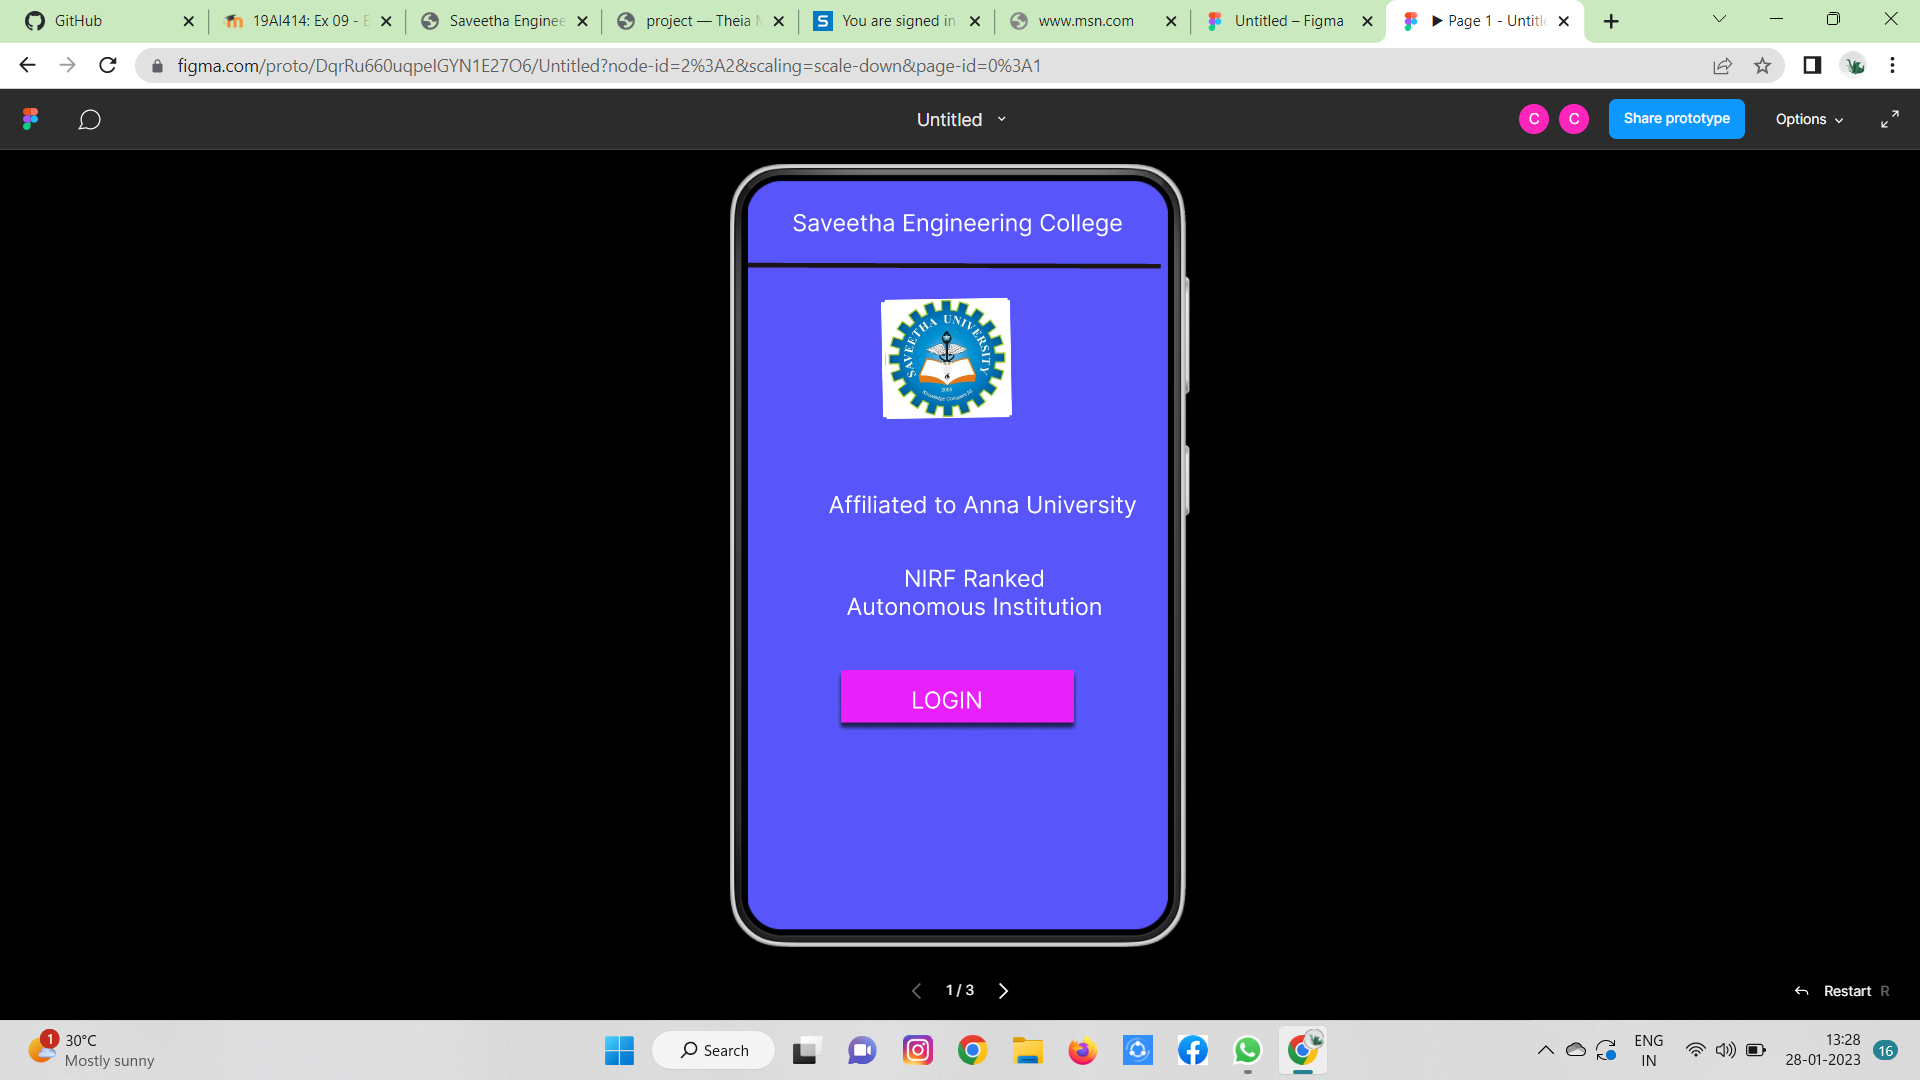 GitHub
19AI414: Ex 09 - E
Saveetha Enginee
project — Theia
You are signed in
www.msn.com
Untitled – Figma
▶ Page 1 - Untitl
figma.com/proto/DqrRu660uqpeIGYN1E27O6/Untitled?node-id=2%3A2&scaling=scale-down&page-id=0%3A1
Untitled
C
C
Share prototype
Options
Saveetha Engineering College
SAVEETHA UNIVERSITY
2005
Affiliated to Anna University
NIRF Ranked
Autonomous Institution
LOGIN
1 / 3
Restart R
1
30°C
Mostly sunny
Search
ENG
IN
13:28
28-01-2023
16